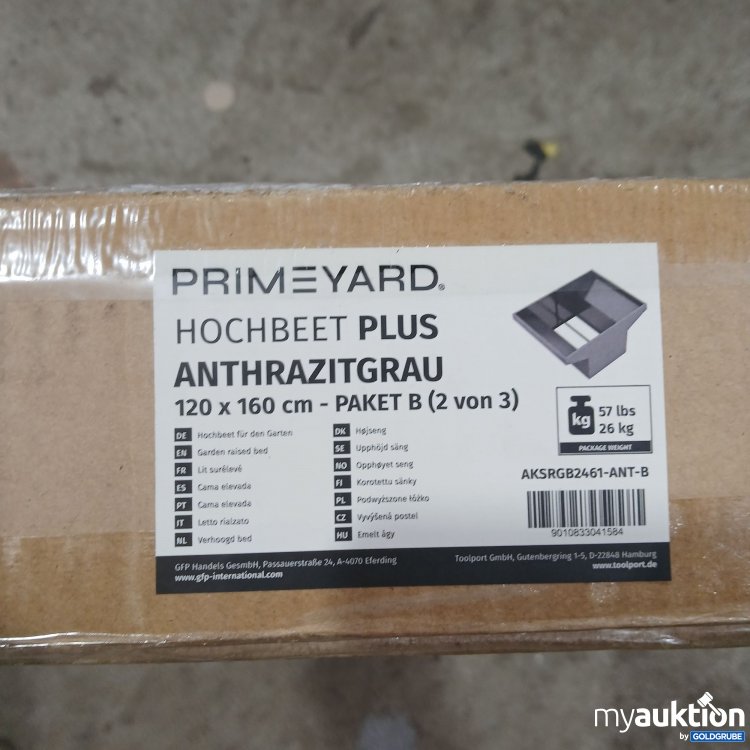 PRIMEYARD®
HOCHBEET PLUS
ANTHRAZITGRAU
120 x 160 cm - PAKET B (2 von 3)
DE Hochbeet für den Garten
EN Garden raised bed
FR Lit surélevé
ES Cama elevada
PT Cama elevada
IT Letto rialzato
NL Verhoogd bed
DK Højseng
SE Upphöjd säng
NO Opphøyet seng
FI Korotettu sänky
PL Podwyższone łóżko
CZ Vyvýšená postel
HU Emelt ágy
kg 57 lbs
26 kg
PACKAGE WEIGHT
AKSRGB2461-ANT-B
9010833041584
GFP Handels GesmbH, Passauerstraße 24, A-4070 Eferding
www.gfp-international.com
Toolport GmbH, Gutenbergring 1-5, D-22848 Hamburg
www.toolport.de
myauktion
by GOLDGRUBE